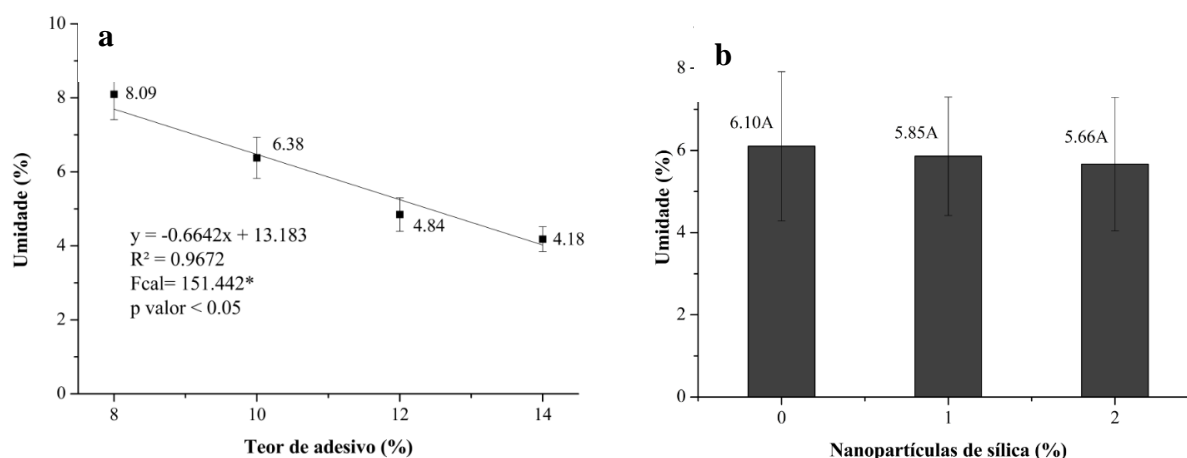 a
Umidade (%)
10
8
6
4
2
0
8.09
6.38
4.84
4.18
y = -0.6642x + 13.183
R² = 0.9672
Fcal= 151.442*
p valor < 0.05
8 10 12 14
Teor de adesivo (%)
b
Umidade (%)
8
6
4
2
0
6.10A
5.85A
5.66A
0 1 2
Nanopartículas de sílica (%)